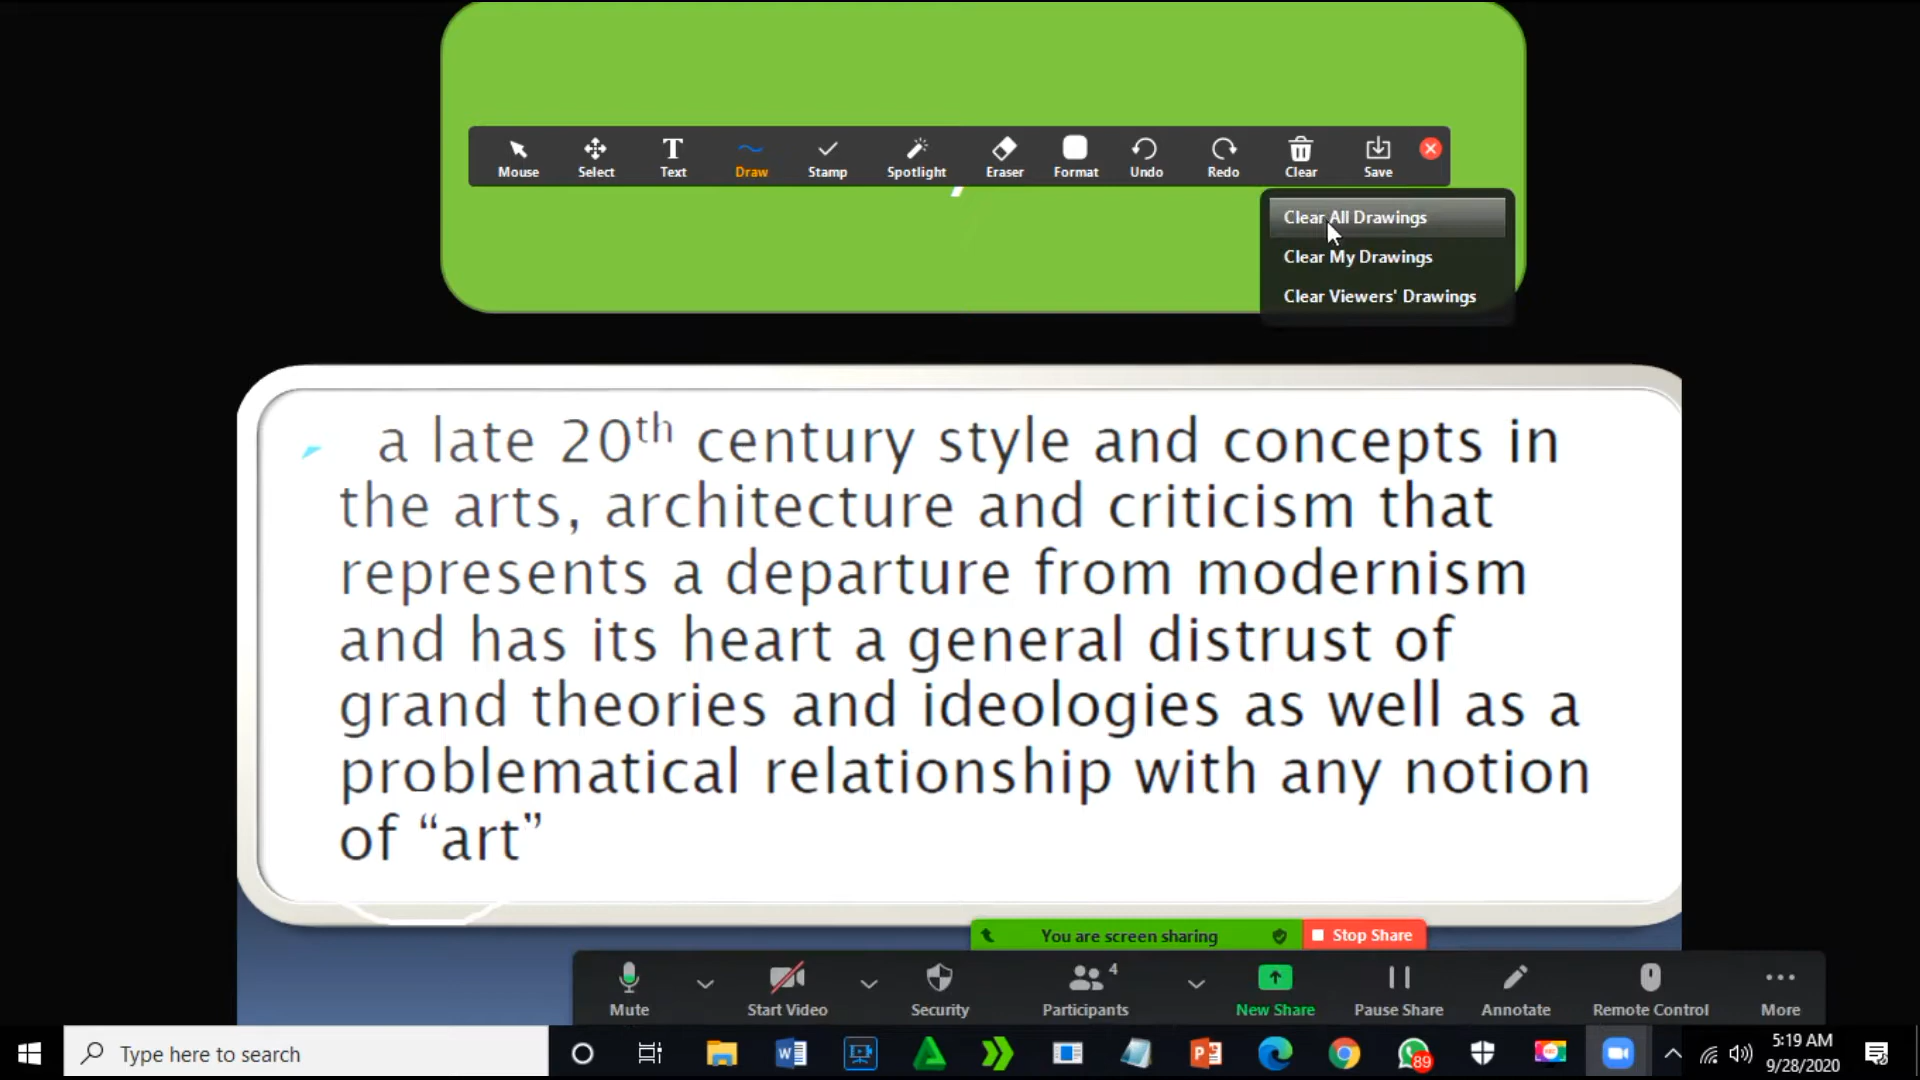 Mouse Select Text Draw Stamp Spotlight Eraser Format Undo Redo Clear Save
Clear All Drawings
Clear My Drawings
Clear Viewers' Drawings
a late 20th century style and concepts in
the arts, architecture and criticism that
represents a departure from modernism
and has its heart a general distrust of
grand theories and ideologies as well as a
problematical relationship with any notion
of “art”
You are screen sharing Stop Share
4
Mute Start Video Security Participants New Share Pause Share Annotate Remote Control More
Type here to search
89
5:19 AM
9/28/2020